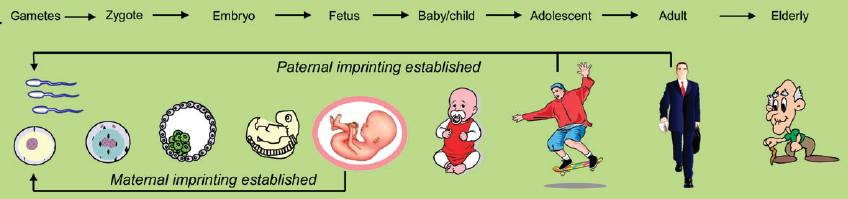 Gametes → Zygote → Embryo → Fetus → Baby/child → Adolescent → Adult → Elderly
Paternal imprinting established
Maternal imprinting established